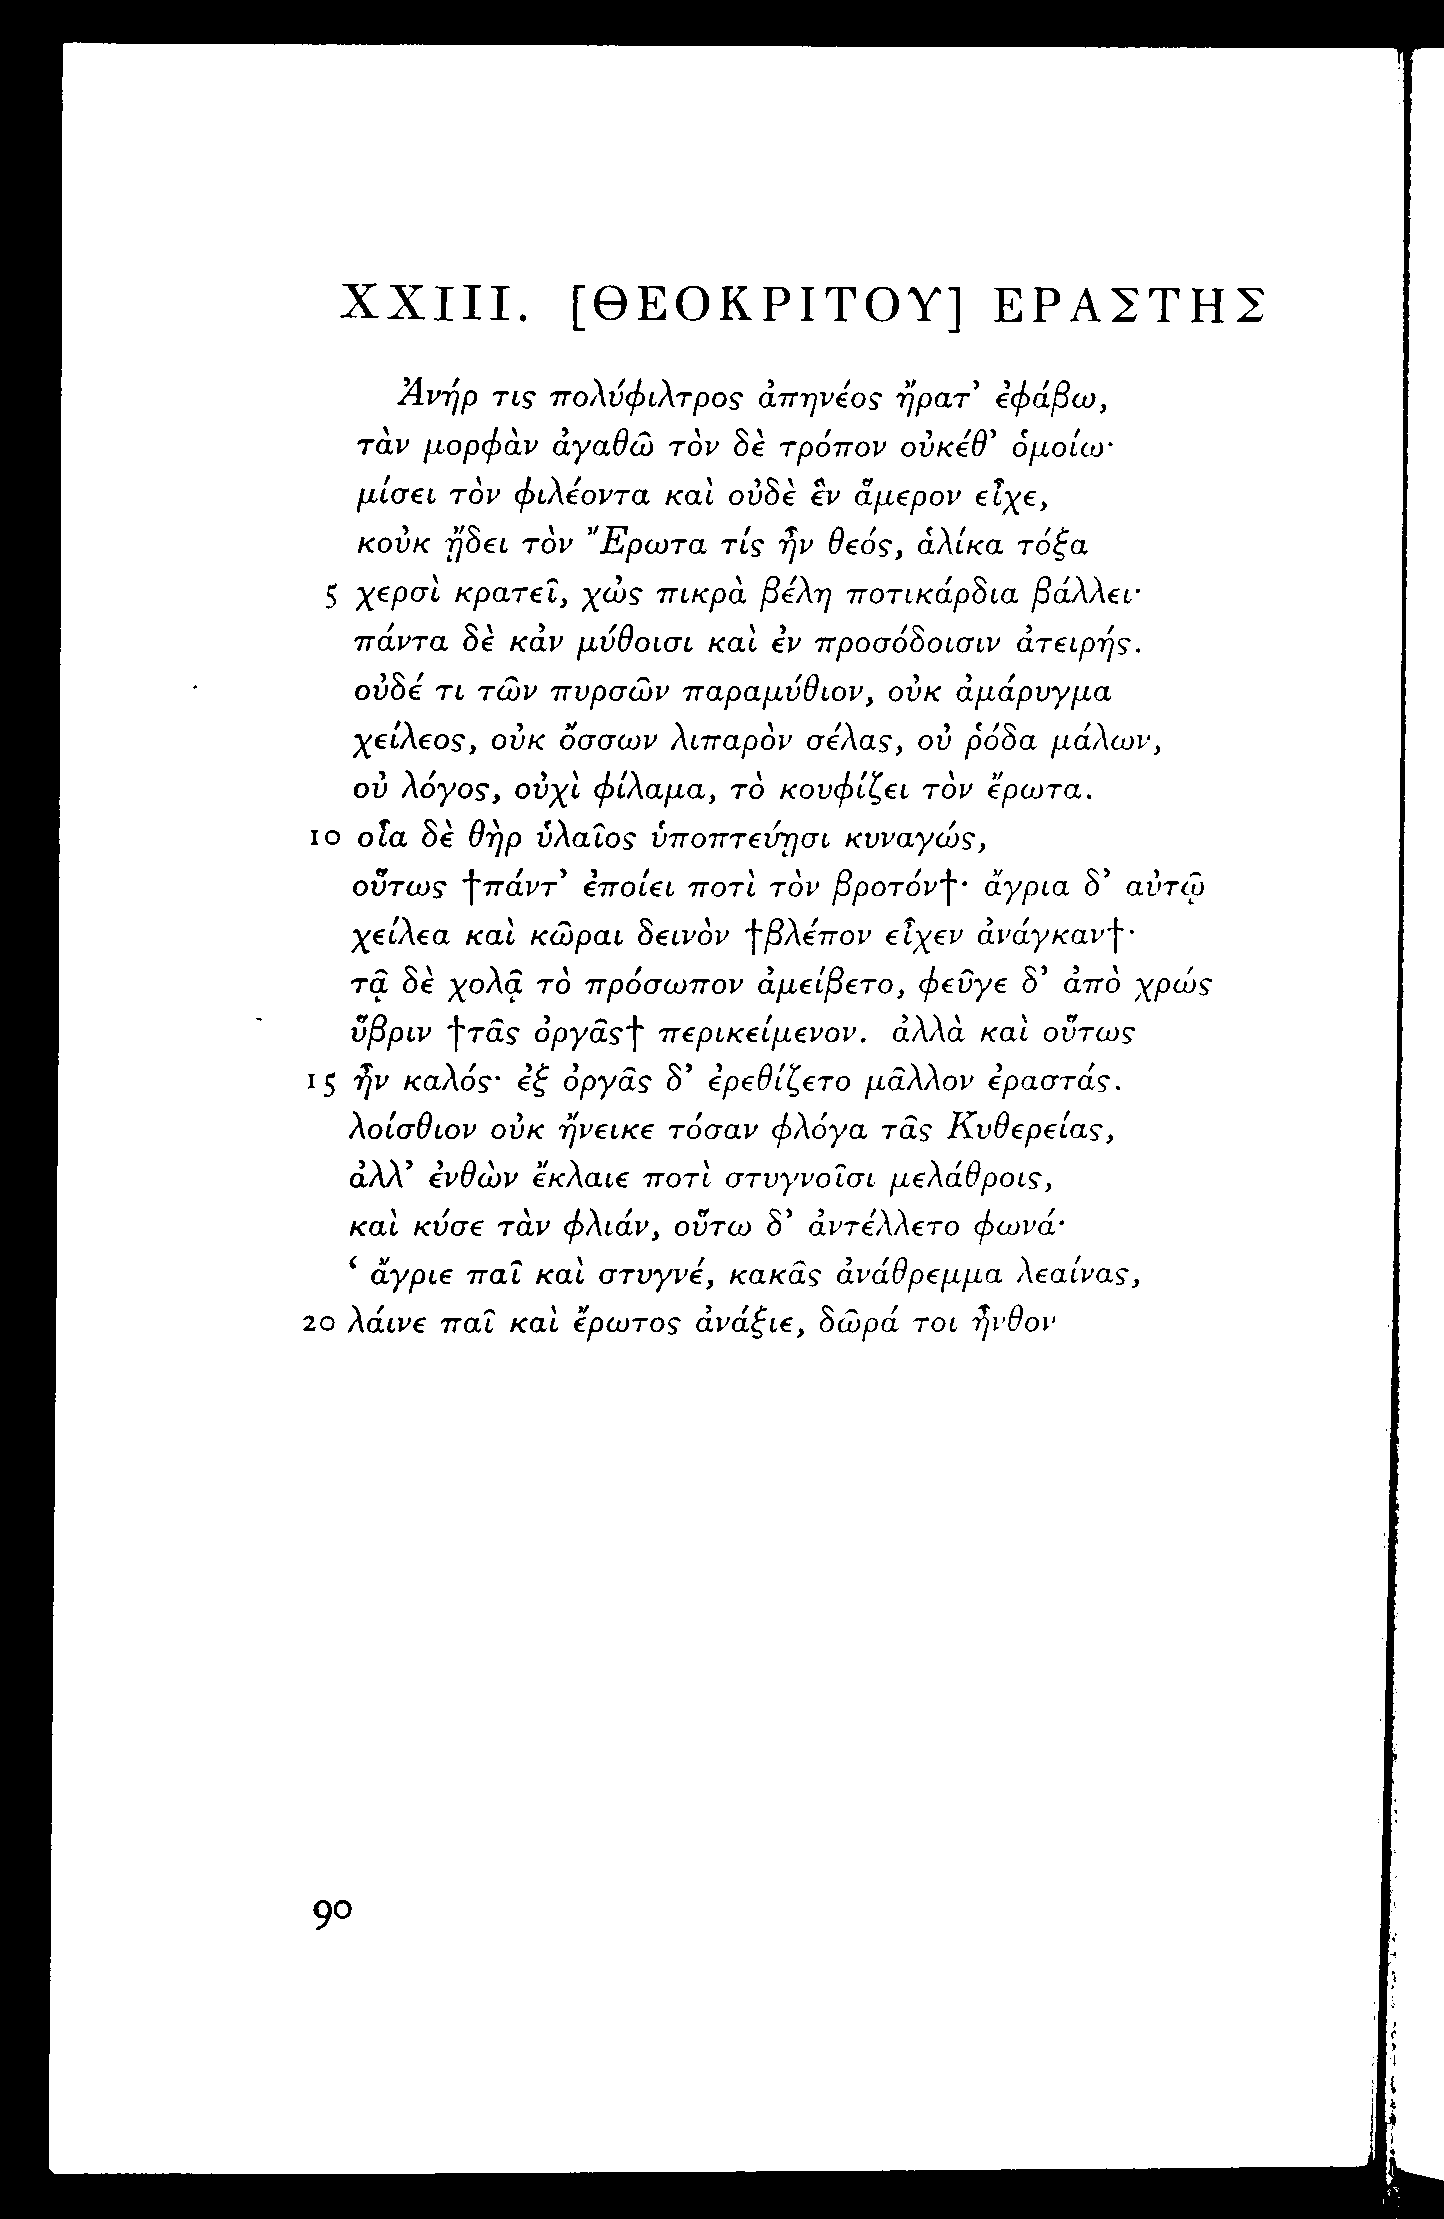 XXIII. [ΘΕΟΚΡΙΤΟΥ] ΕΡΑΣΤΗΣ
Ἀνήρ τις πολύφιλτρος ἀπηνέος ἤρατ’ ἐφάβω,
τὰν μορφὰν ἀγαθῶ τὸν δὲ τρόπον οὐκέθ’ ὁμοίω·
μίσει τὸν φιλέοντα καὶ οὐδὲ ἓν ἅμερον εἶχε,
κοὐκ ᾔδει τὸν Ἔρωτα τίς ἦν θεός, ἁλίκα τόξα
5 χερσὶ κρατεῖ, χὠς πικρὰ βέλη ποτικάρδια βάλλει·
πάντα δὲ κἀν μύθοισι καὶ ἐν προσόδοισιν ἀτειρής.
οὐδέ τι τῶν πυρσῶν παραμύθιον, οὐκ ἀμάρυγμα
χείλεος, οὐκ ὄσσων λιπαρὸν σέλας, οὐ ῥόδα μάλων,
οὐ λόγος, οὐχὶ φίλαμα, τὸ κουφίζει τὸν ἔρωτα.
10 οἷα δὲ θὴρ ὑλαῖος ὑποπτεύῃσι κυναγώς,
οὕτως †πάντ’ ἐποίει ποτὶ τὸν βροτόν†· ἄγρια δ’ αὐτῷ
χείλεα καὶ κῶραι δεινὸν †βλέπον εἶχεν ἀνάγκαν†·
τᾷ δὲ χολᾷ τὸ πρόσωπον ἀμείβετο, φεῦγε δ’ ἀπὸ χρώς
ὕβριν †τᾶς ὀργᾶς† περικείμενον. ἀλλὰ καὶ οὕτως
15 ἦν καλός· ἐξ ὀργᾶς δ’ ἐρεθίζετο μᾶλλον ἐραστάς.
λοίσθιον οὐκ ἤνεικε τόσαν φλόγα τᾶς Κυθερείας,
ἀλλ’ ἐνθὼν ἔκλαιε ποτὶ στυγνοῖσι μελάθροις,
καὶ κύσε τὰν φλιάν, οὕτω δ’ ἀντέλλετο φωνά·
‘ ἄγριε παῖ καὶ στυγνέ, κακᾶς ἀνάθρεμμα λεαίνας,
20 λάινε παῖ καὶ ἔρωτος ἀνάξιε, δῶρά τοι ἦνθον
90